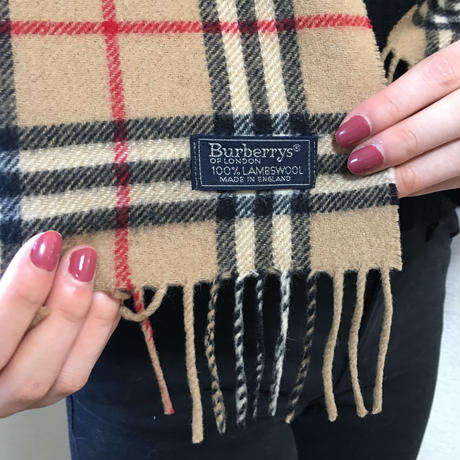 Burberrys®
OF LONDON
100% LAMBSWOOL
MADE IN ENGLAND